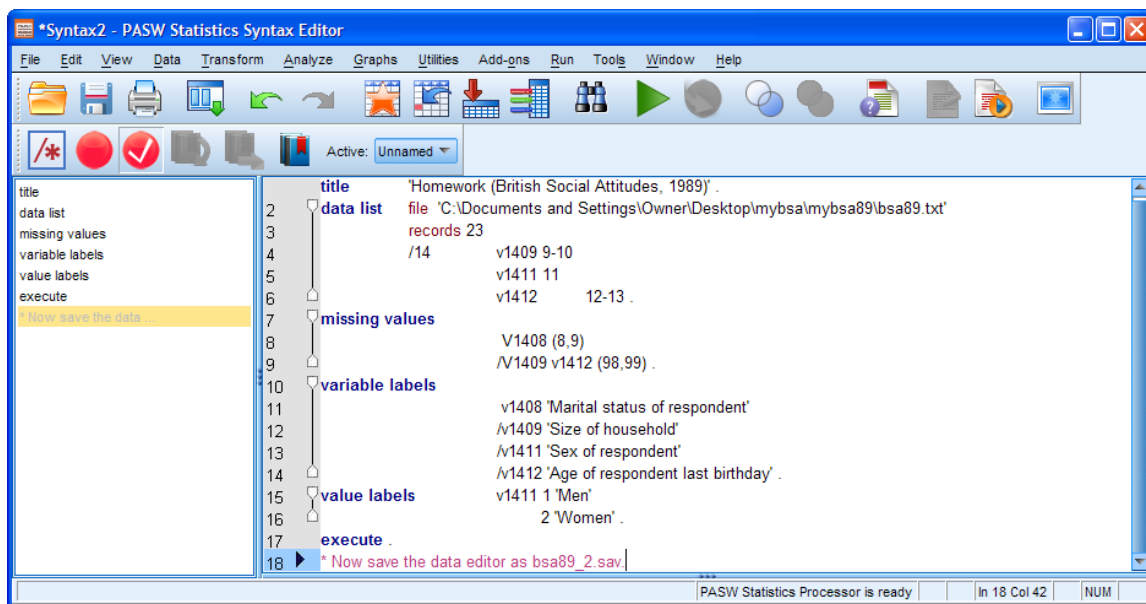 *Syntax2 - PASW Statistics Syntax Editor
File Edit View Data Transform Analyze Graphs Utilities Add-ons Run Tools Window Help
Active: Unnamed
title
data list
missing values
variable labels
value labels
execute
* Now save the data ...
title 'Homework (British Social Attitudes, 1989)' .
2 data list file 'C:\Documents and Settings\Owner\Desktop\mybsa\mybsa89\bsa89.txt'
3 records 23
4 /14 v1409 9-10
5 v1411 11
6 v1412 12-13 .
7 missing values
8 V1408 (8,9)
9 /V1409 v1412 (98,99) .
10 variable labels
11 v1408 'Marital status of respondent'
12 /v1409 'Size of household'
13 /v1411 'Sex of respondent'
14 /v1412 'Age of respondent last birthday' .
15 value labels v1411 1 'Men'
16 2 'Women' .
17 execute .
18 * Now save the data editor as bsa89_2.sav.
PASW Statistics Processor is ready In 18 Col 42 NUM